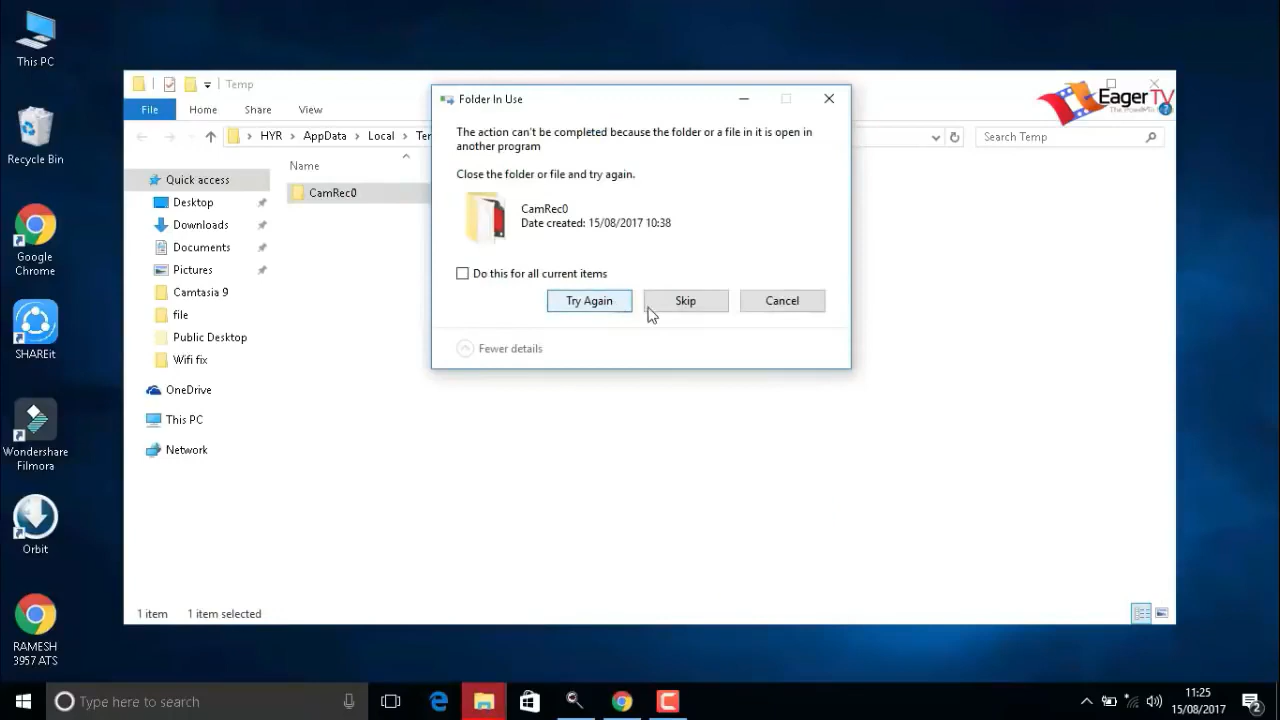 This PC
Recycle Bin
Google
Chrome
SHAREit
Wondershare
Filmora
Orbit
RAMESH
3957 ATS
Temp
File
Home
Share
View
HYR
AppData
Local
Search Temp
EagerTV
Name
Quick access
Desktop
Downloads
Documents
Pictures
Camtasia 9
file
Public Desktop
Wifi fix
OneDrive
This PC
Network
CamRec0
Folder In Use
The action can't be completed because the folder or a file in it is open in
another program
Close the folder or file and try again.
CamRec0
Date created: 15/08/2017 10:38
Do this for all current items
Try Again
Skip
Cancel
Fewer details
1 item
1 item selected
Type here to search
11:25
15/08/2017
2